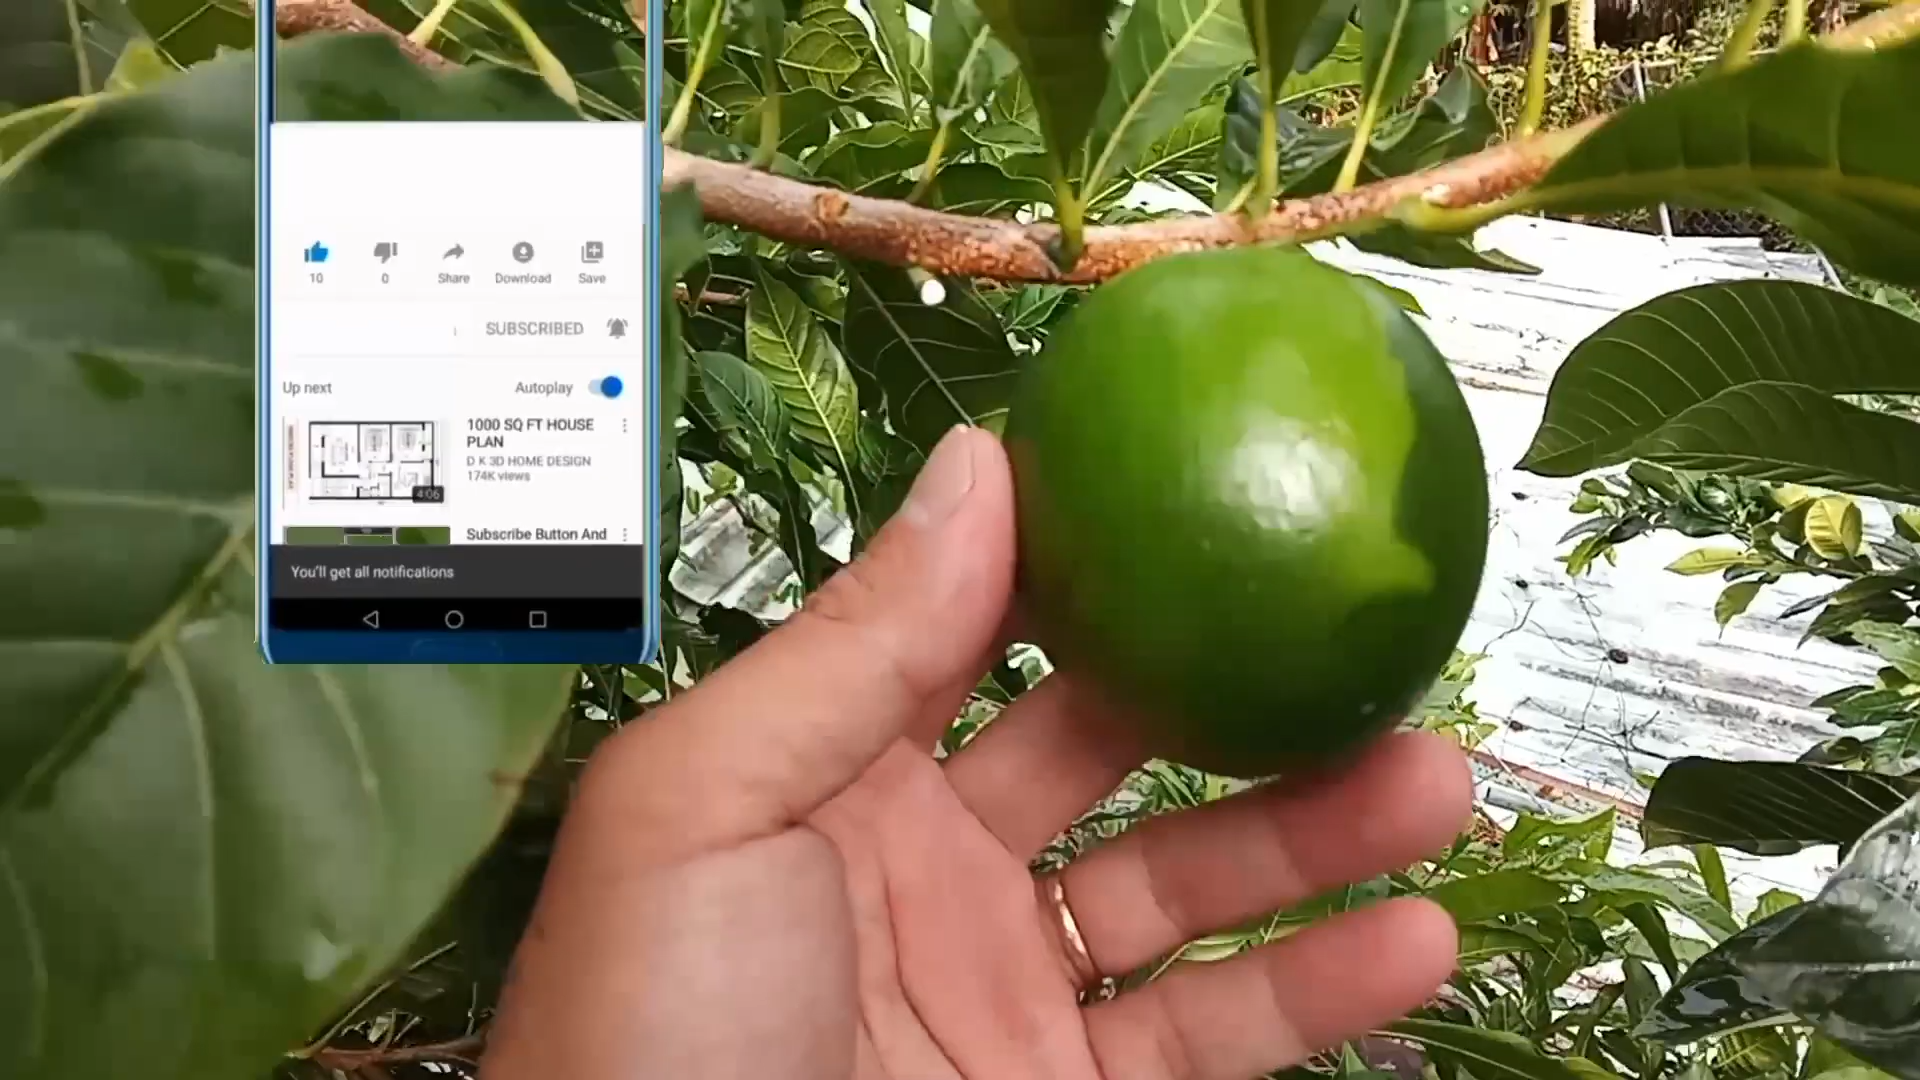 10 0 Share Download Save
SUBSCRIBED
Up next Autoplay
1000 SQ FT HOUSE
PLAN
D K 3D HOME DESIGN
174K views
4:06
Subscribe Button And
You'll get all notifications